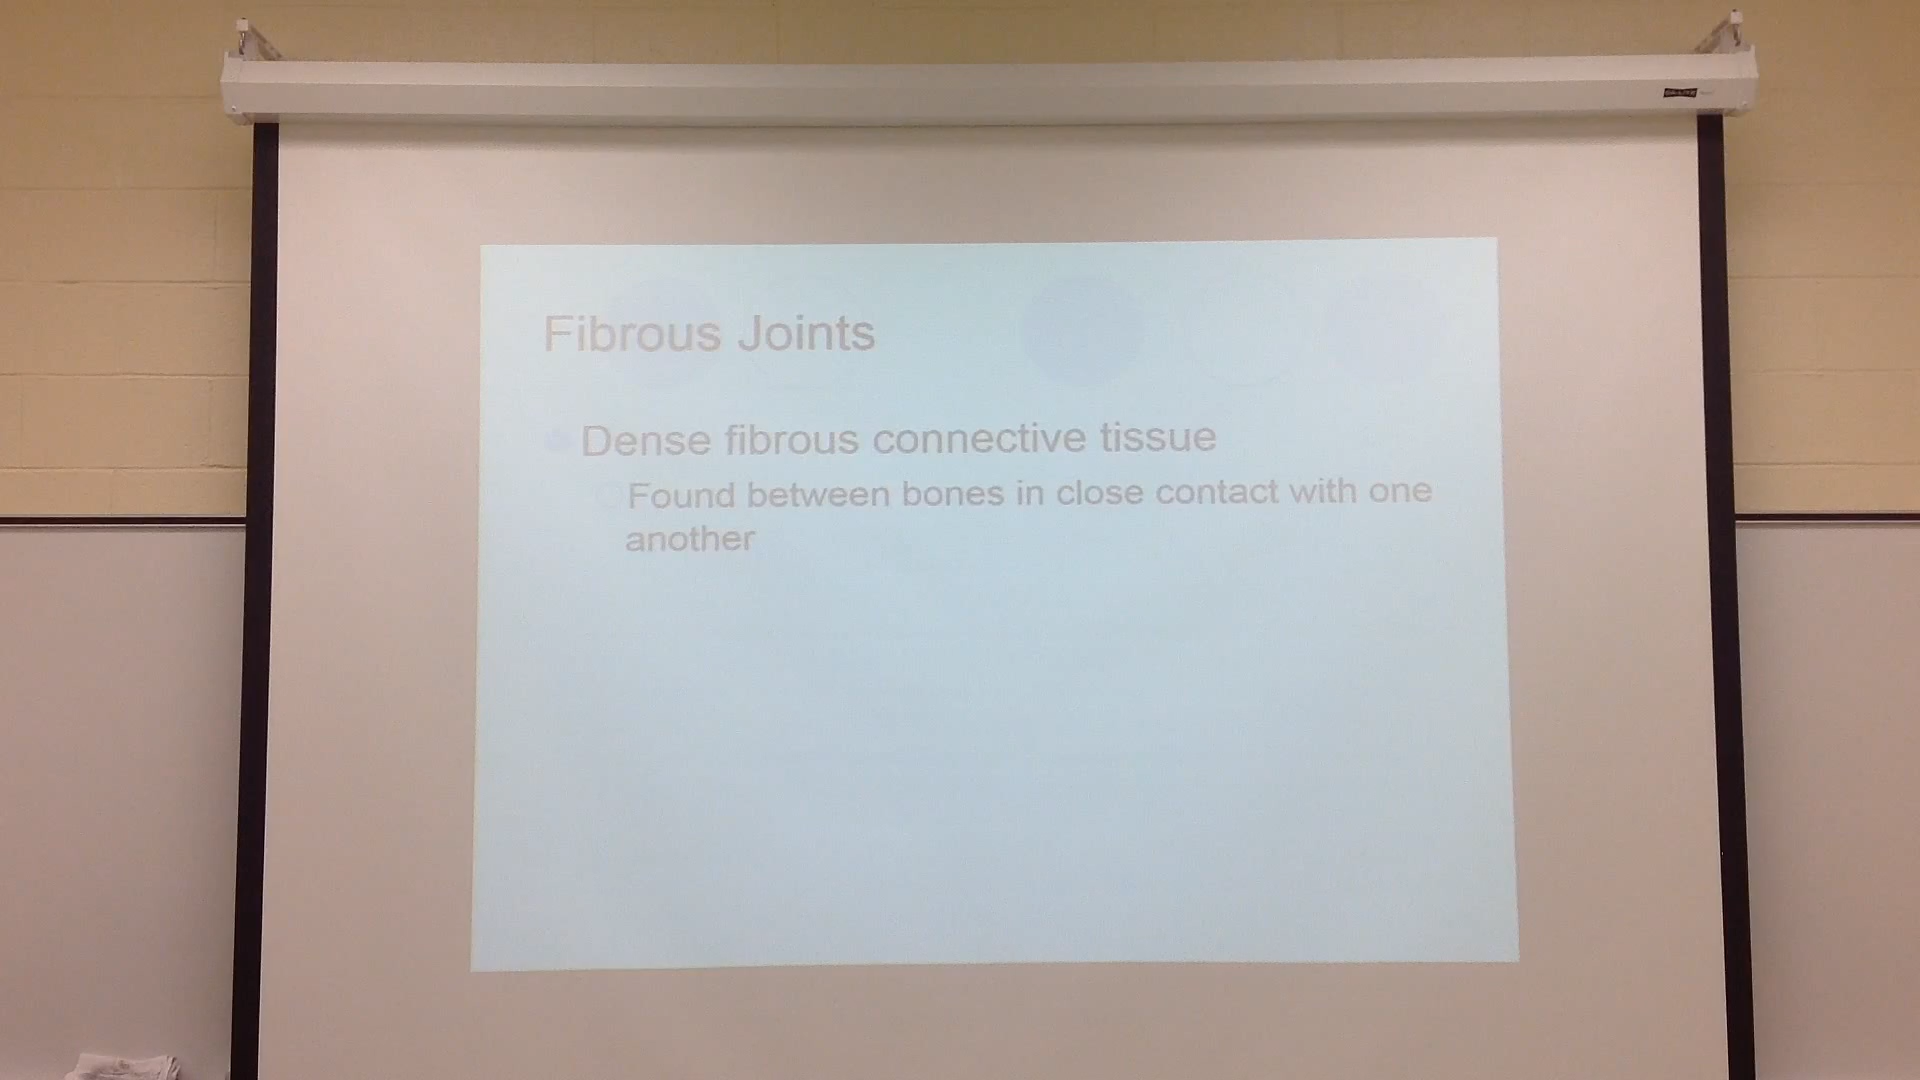 Fibrous Joints
Dense fibrous connective tissue
Found between bones in close contact with one
another